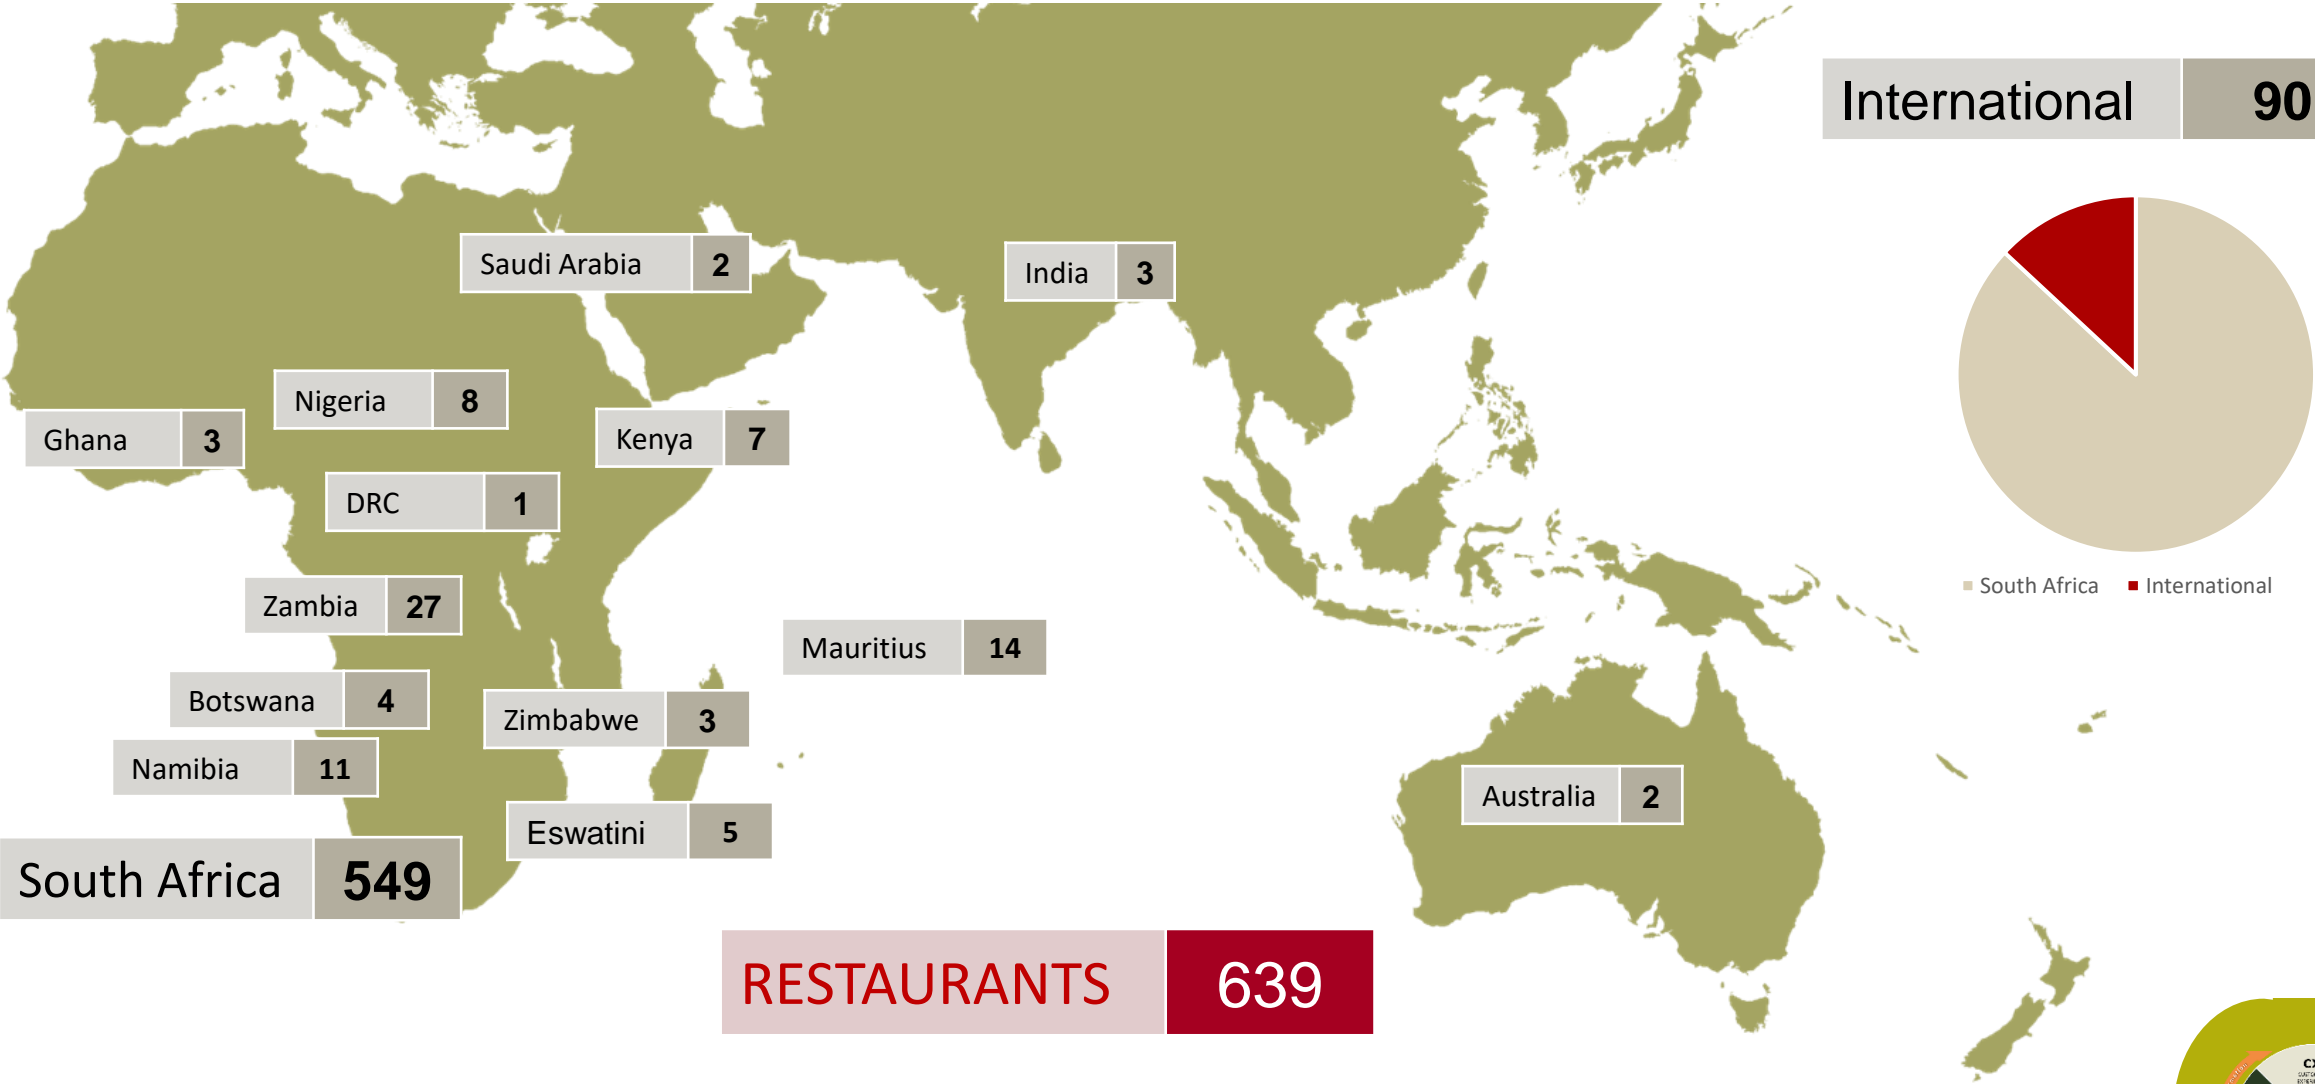 International 90
Saudi Arabia 2
India 3
Nigeria 8
Ghana 3
Kenya 7
DRC 1
Zambia 27
South Africa International
Mauritius 14
Botswana 4
Zimbabwe 3
Namibia 11
Australia 2
Eswatini 5
South Africa 549
RESTAURANTS 639